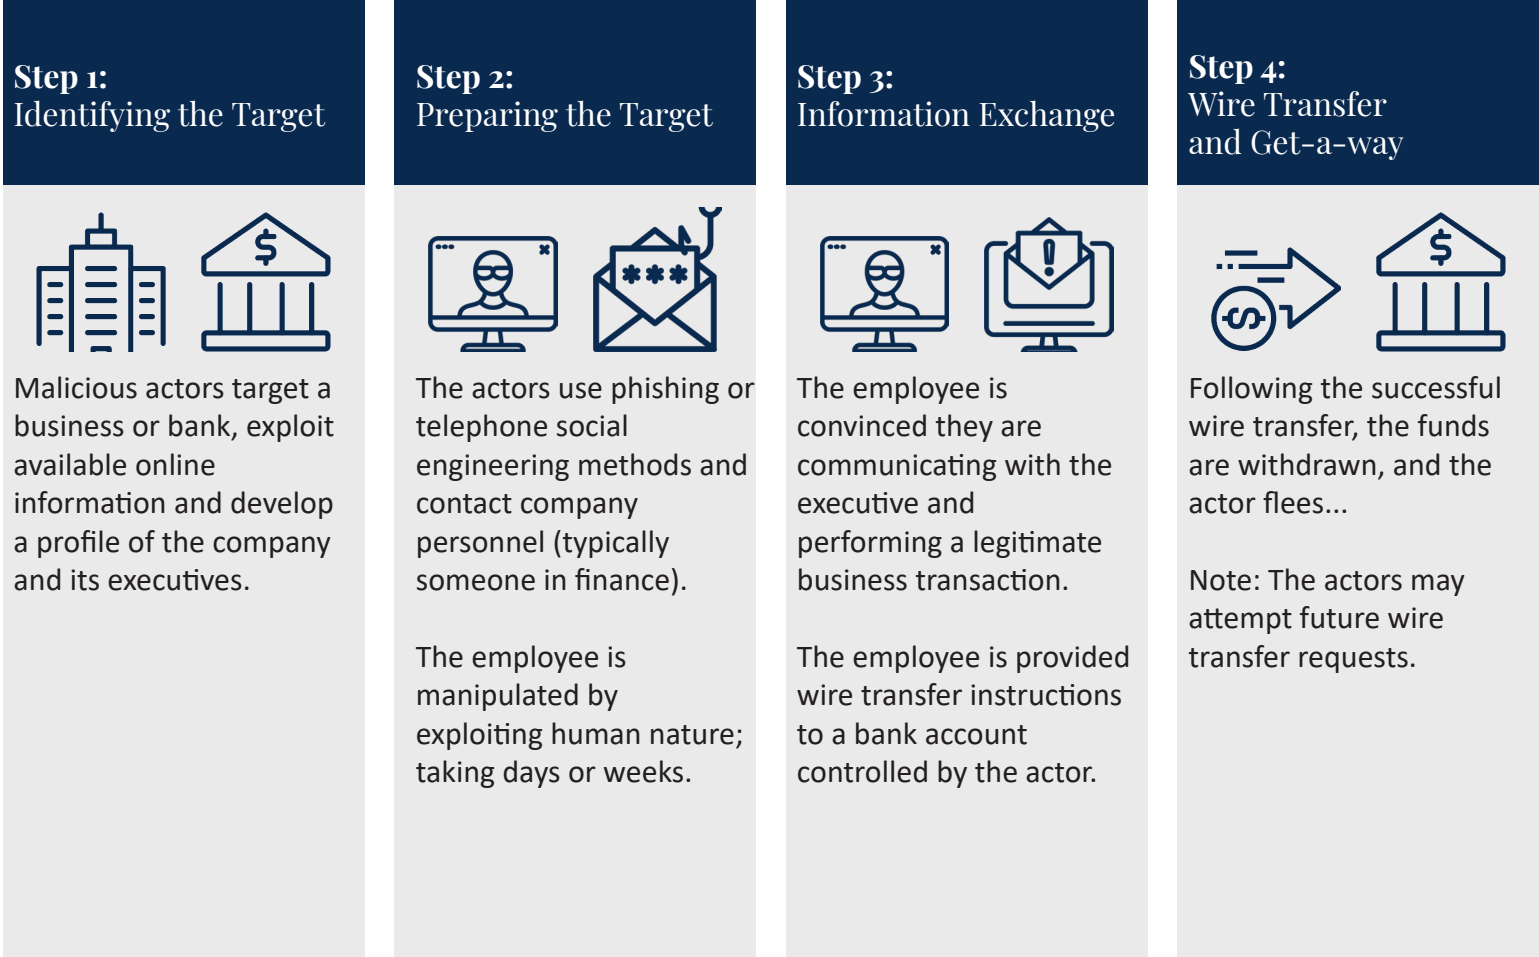 Step 1:
Identifying the Target
Malicious actors target a
business or bank, exploit
available online
information and develop
a profile of the company
and its executives.
Step 2:
Preparing the Target
***
The actors use phishing or
telephone social
engineering methods and
contact company
personnel (typically
someone in finance).
The employee is
manipulated by
exploiting human nature;
taking days or weeks.
Step 3:
Information Exchange
The employee is
convinced they are
communicating with the
executive and
performing a legitimate
business transaction.
The employee is provided
wire transfer instructions
to a bank account
controlled by the actor.
Step 4:
Wire Transfer
and Get-a-way
Following the successful
wire transfer, the funds
are withdrawn, and the
actor flees...
Note: The actors may
attempt future wire
transfer requests.